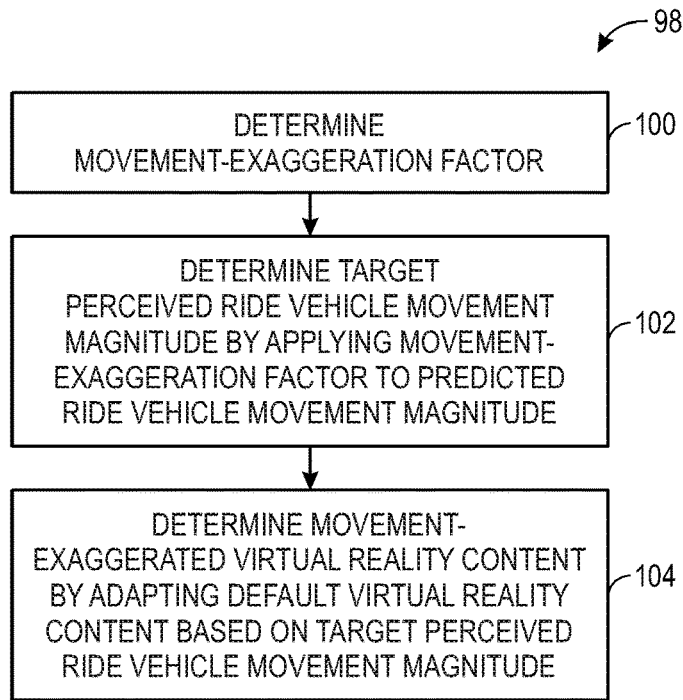 98
DETERMINE
MOVEMENT-EXAGGERATION FACTOR
100
DETERMINE TARGET
PERCEIVED RIDE VEHICLE MOVEMENT
MAGNITUDE BY APPLYING MOVEMENT-
EXAGGERATION FACTOR TO PREDICTED
RIDE VEHICLE MOVEMENT MAGNITUDE
102
DETERMINE MOVEMENT-
EXAGGERATED VIRTUAL REALITY CONTENT
BY ADAPTING DEFAULT VIRTUAL REALITY
CONTENT BASED ON TARGET PERCEIVED
RIDE VEHICLE MOVEMENT MAGNITUDE
104